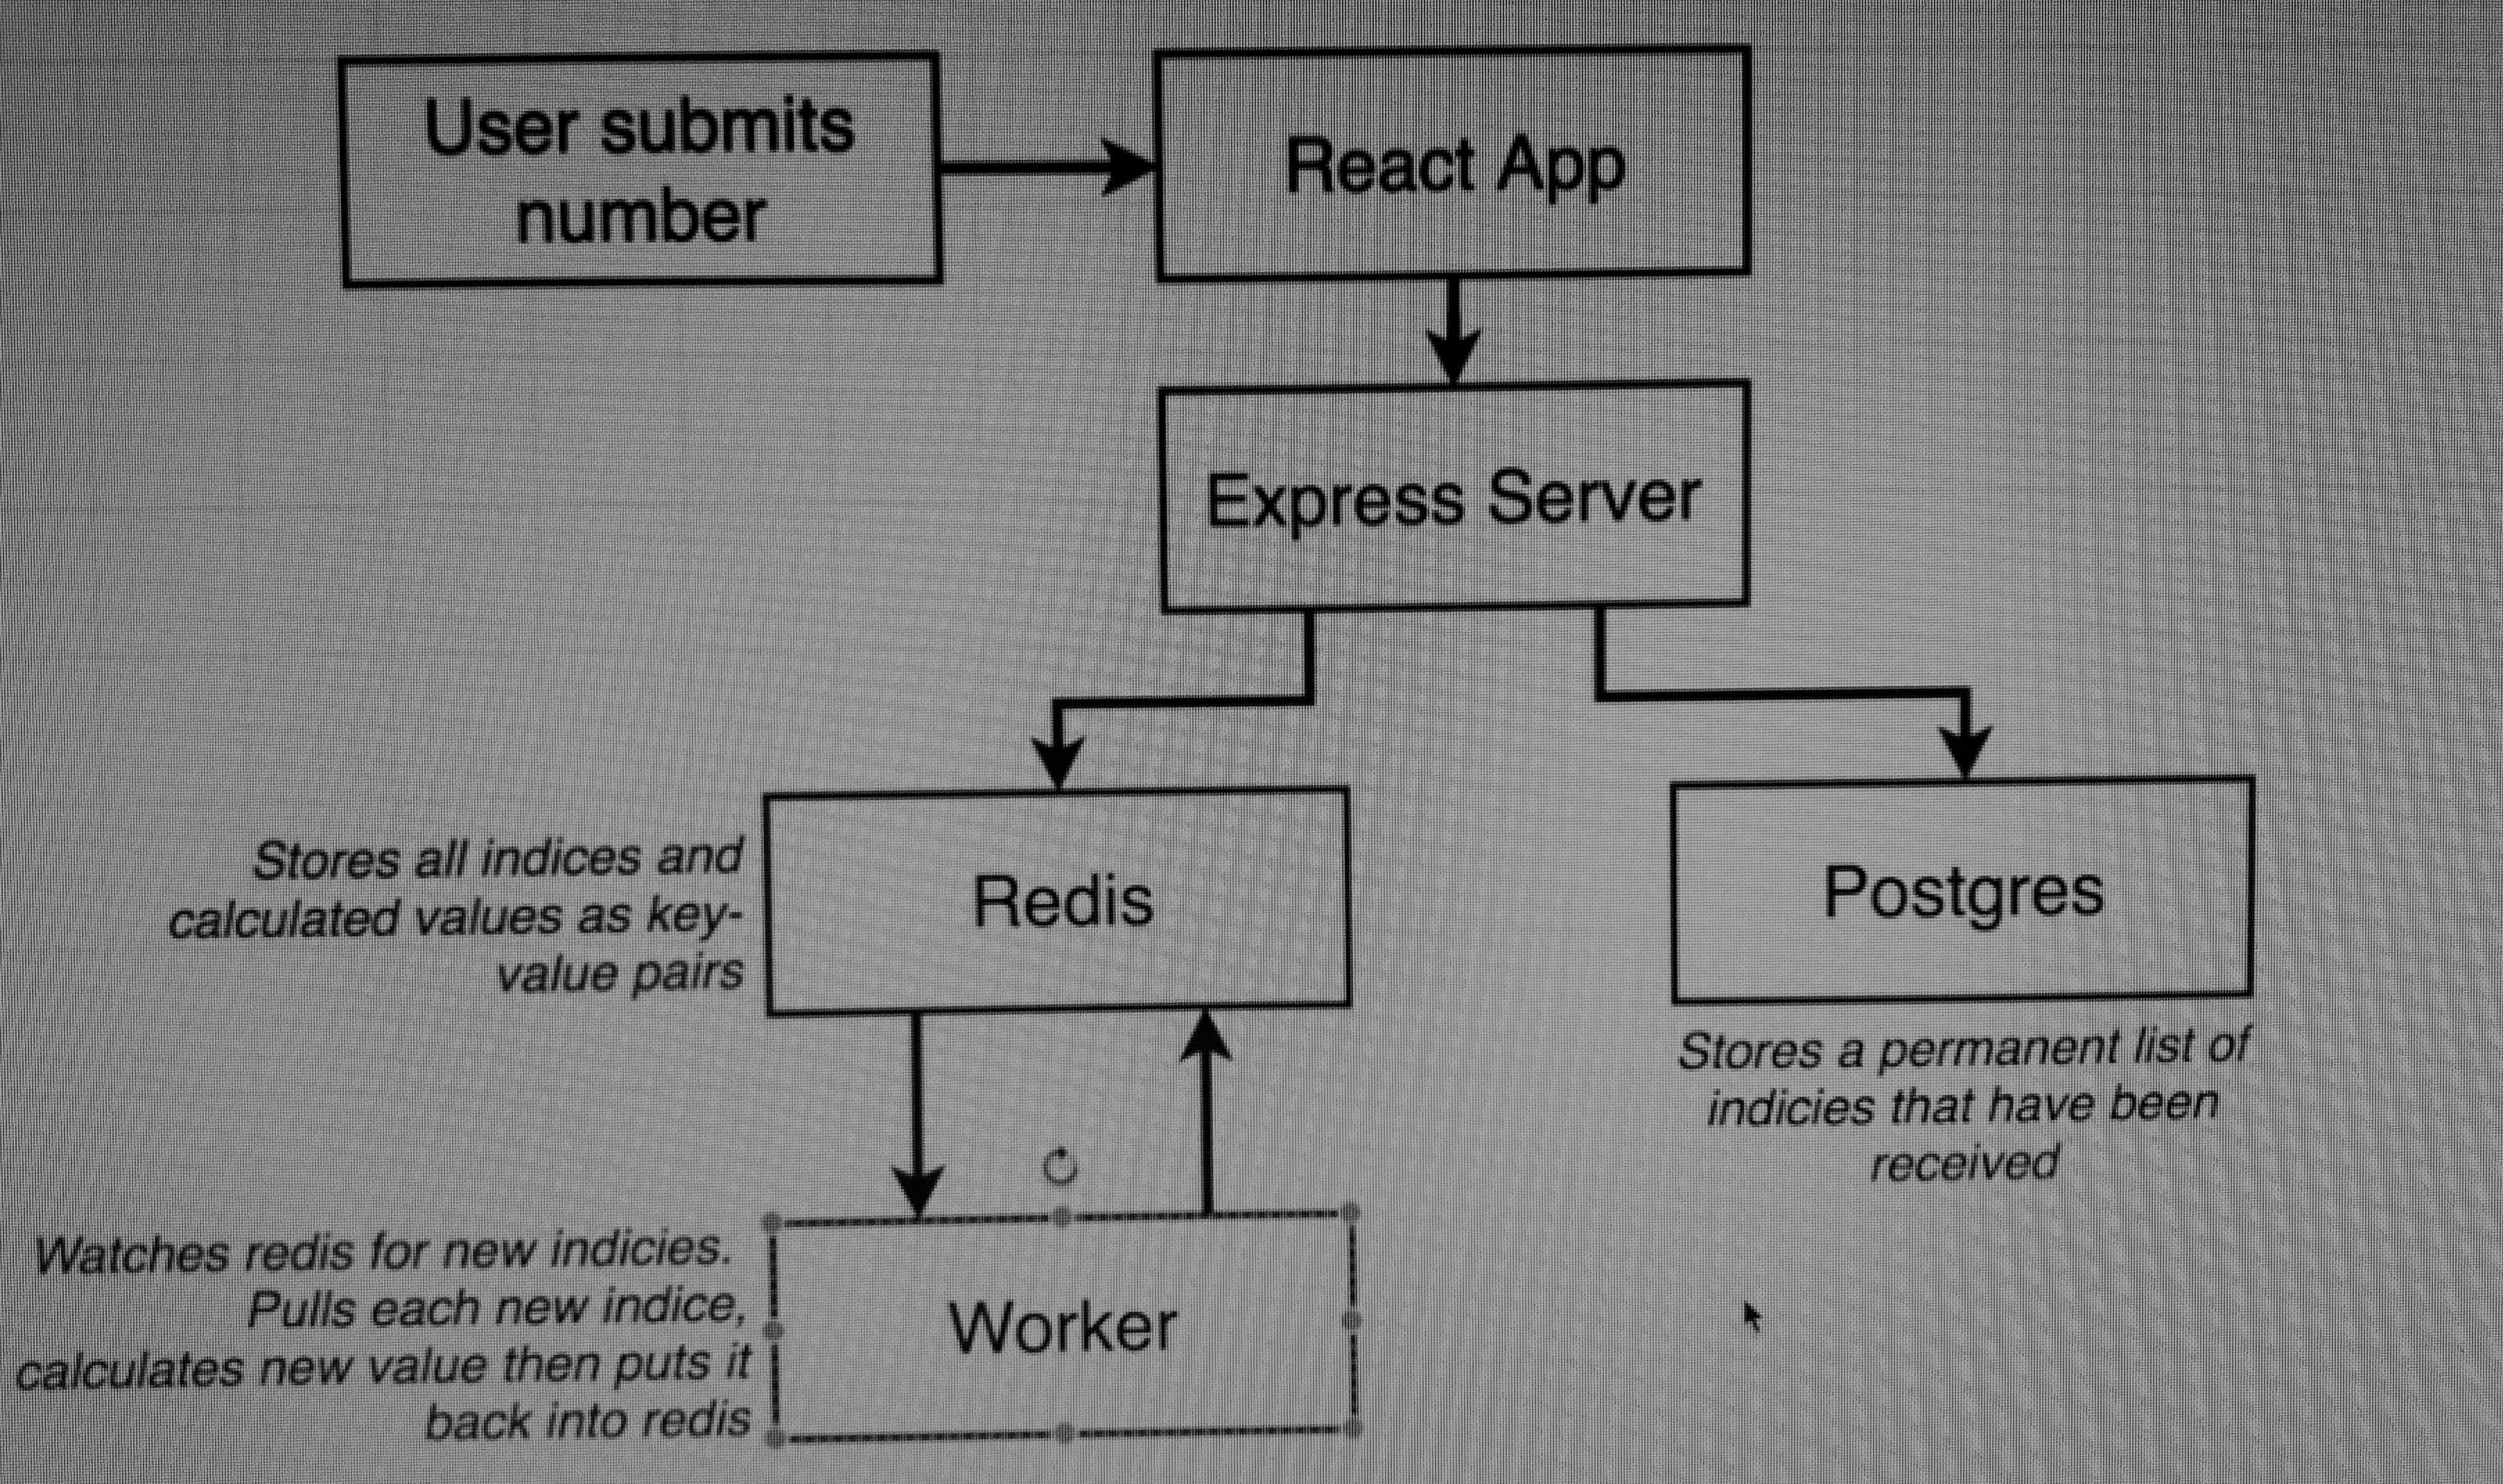 User submits
number
React App
Express Server
Stores all indices and
calculated values as key-
value pairs
Redis
Postgres
Stores a permanent list of
indicies that have been
received
Watches redis for new indicies.
Pulls each new indice,
calculates new value then puts it
back into redis
Worker